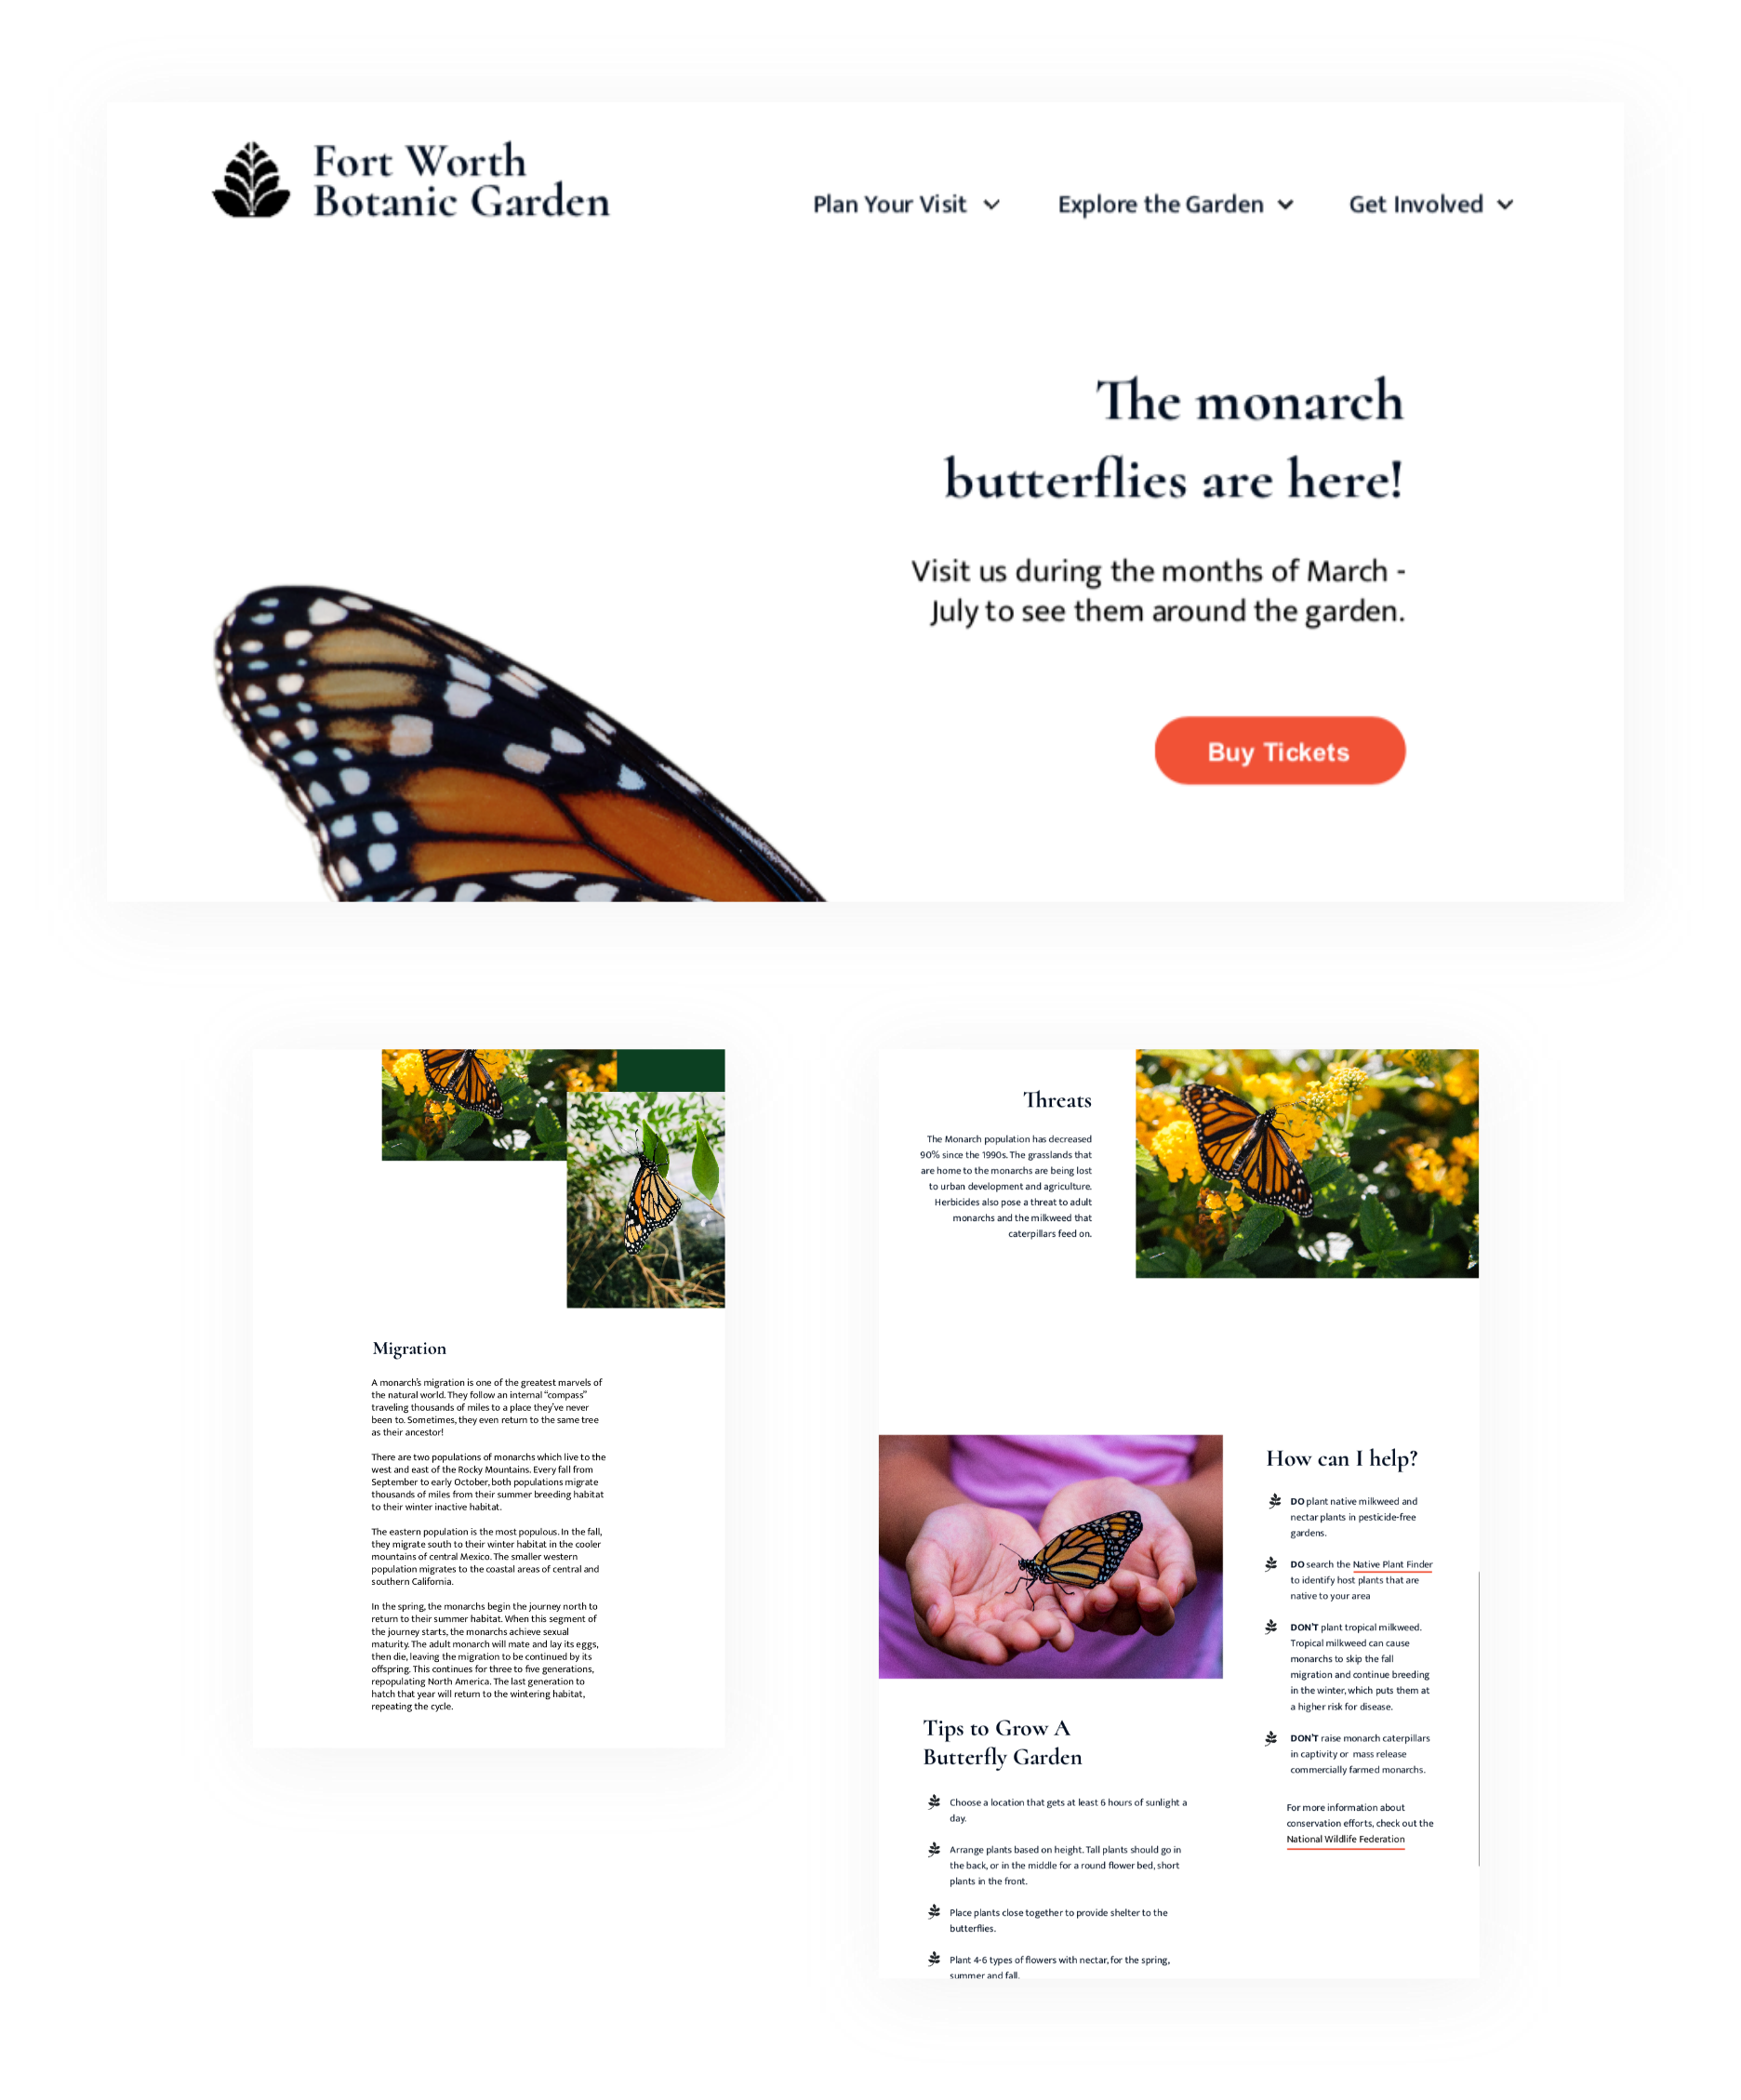 Fort Worth
Botanic Garden
Plan Your Visit
Explore the Garden
Get Involved
The monarch
butterflies are here!
Visit us during the months of March -
July to see them around the garden.
Buy Tickets
Migration
A monarch's migration is one of the greatest marvels of
the natural world. They follow an internal "compass"
traveling thousands of miles to a place they've never
been to. Sometimes, they even return to the same tree
as their ancestor!
There are two populations of monarchs which live to the
west and east of the Rocky Mountains. Every fall from
September to early October, both populations migrate
thousands of miles from their summer breeding habitat
to their winter inactive habitat.
The eastern population is the most populous. In the fall,
they migrate south to their winter habitat in the cooler
mountains of central Mexico. The smaller western
population migrates to the coastal areas of central and
southern California.
In the spring, the monarchs begin the journey north to
return to their summer habitat. When this segment of
the journey starts, the monarchs achieve sexual
maturity. The adult monarch will mate and lay its eggs,
then die, leaving the migration to be continued by its
offspring. This continues for three to five generations,
repopulating North America. The last generation to
hatch that year will return to the wintering habitat,
repeating the cycle.
Threats
The Monarch population has decreased
90% since the 1990s. The grasslands that
are home to the monarchs are being lost
to urban development and agriculture.
Herbicides also pose a threat to adult
monarchs and the milkweed that
caterpillars feed on.
How can I help?
DO plant native milkweed and
nectar plants in pesticide-free
gardens.
DO search the Native Plant Finder
to identify host plants that are
native to your area
DON'T plant tropical milkweed.
Tropical milkweed can cause
monarchs to skip the fall
migration and continue breeding
in the winter, which puts them at
a higher risk for disease.
DON'T raise monarch caterpillars
in captivity or mass release
commercially farmed monarchs.
For more information about
conservation efforts, check out the
National Wildlife Federation
Tips to Grow A
Butterfly Garden
Choose a location that gets at least 6 hours of sunlight a
day.
Arrange plants based on height. Tall plants should go in
the back, or in the middle for a round flower bed, short
plants in the front.
Place plants close together to provide shelter to the
butterflies.
Plant 4-6 types of flowers with nectar, for the spring,
summer and fall.